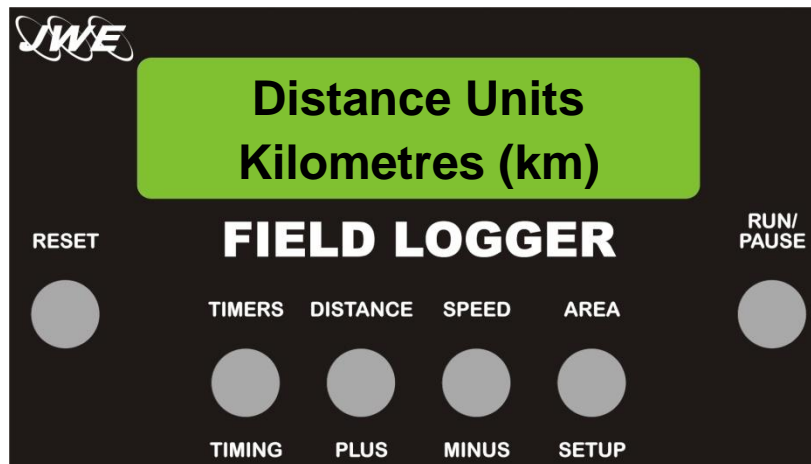 JWE
Distance Units
Kilometres (km)
FIELD LOGGER
RESET
RUN/
PAUSE
TIMERS DISTANCE SPEED AREA
TIMING PLUS MINUS SETUP